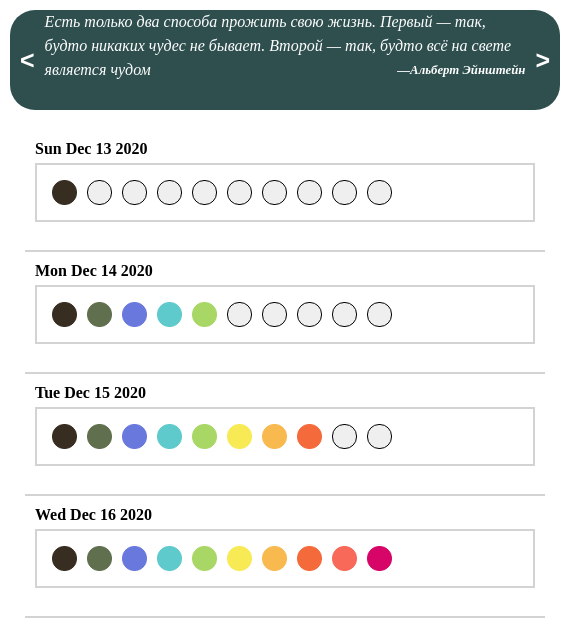 Есть только два способа прожить свою жизнь. Первый — так,
будто никаких чудес не бывает. Второй — так, будто всё на свете
< >
является чудом —Альберт Эйнштейн
Sun Dec 13 2020
Mon Dec 14 2020
Tue Dec 15 2020
Wed Dec 16 2020